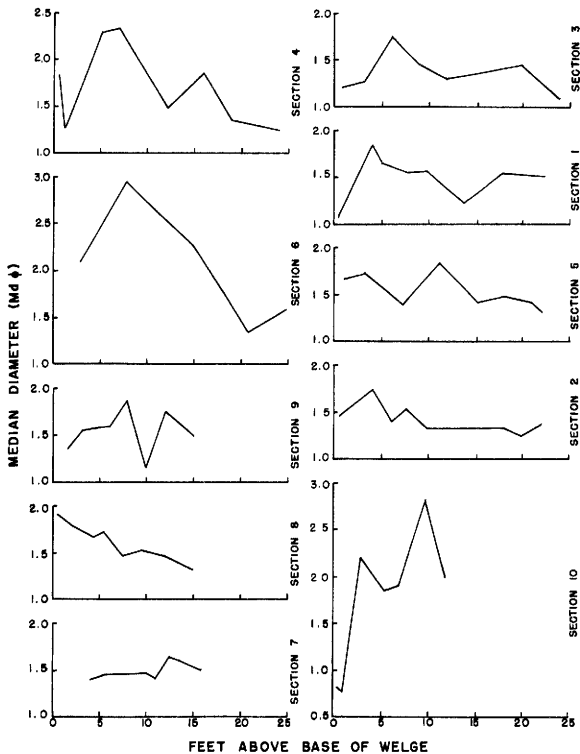 2.5
2.0
1.5
1.0
SECTION 4
3.0
2.5
2.0
1.5
1.0
SECTION 6
2.0
1.5
1.0
SECTION 9
2.0
1.5
1.0
SECTION 8
2.0
1.5
1.0
SECTION 7
0 5 10 15 20 25
MEDIAN DIAMETER (Md ϕ)
2.0
1.5
1.0
SECTION 3
2.0
1.5
1.0
SECTION 1
2.0
1.5
1.0
SECTION 5
2.0
1.5
1.0
SECTION 2
3.0
2.5
2.0
1.5
1.0
0.5
SECTION 10
0 5 10 15 20 25
FEET ABOVE BASE OF WELGE